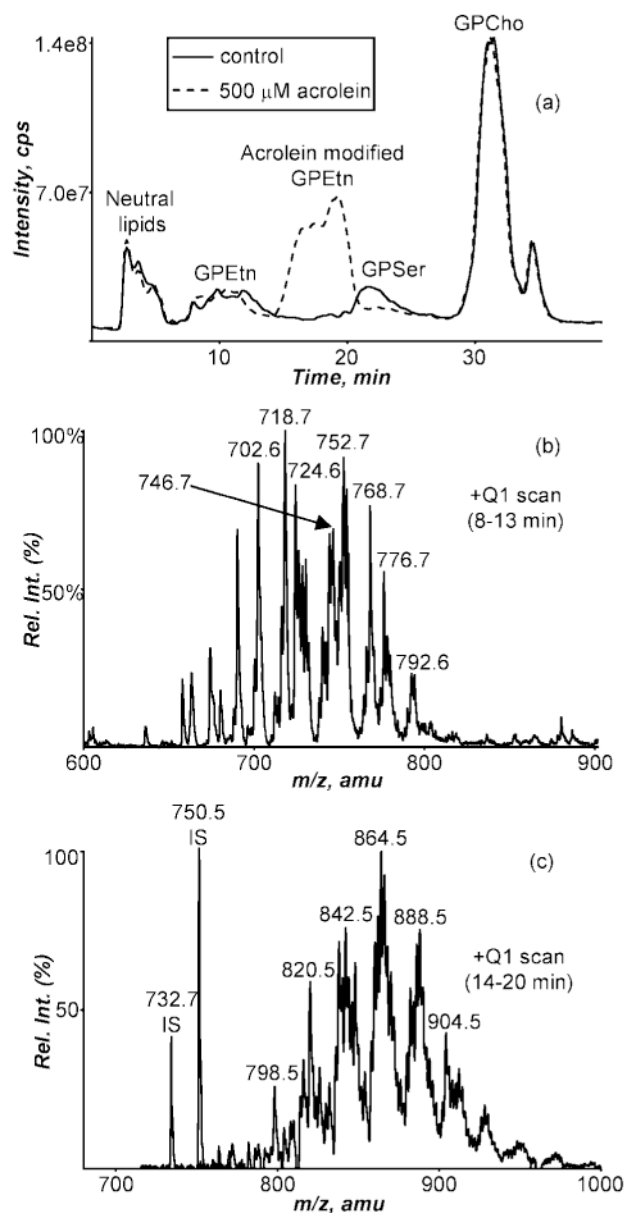 GPCho
1.4e8
control
500 μM acrolein
(a)
Acrolein modified
GPEtn
7.0e7
Intensity, cps
Neutral
lipids
GPEtn
GPSer
10
20
30
Time, min
100%
718.7
752.7
(b)
702.6
724.6
746.7
768.7
+Q1 scan
(8-13 min)
776.7
50%
Rel. Int. (%)
792.6
600
700
800
900
m/z, amu
750.5
IS
864.5
100
(c)
842.5
888.5
+Q1 scan
(14-20 min)
820.5
732.7
IS
904.5
50
Rel. Int. (%)
798.5
700
800
900
1000
m/z, amu